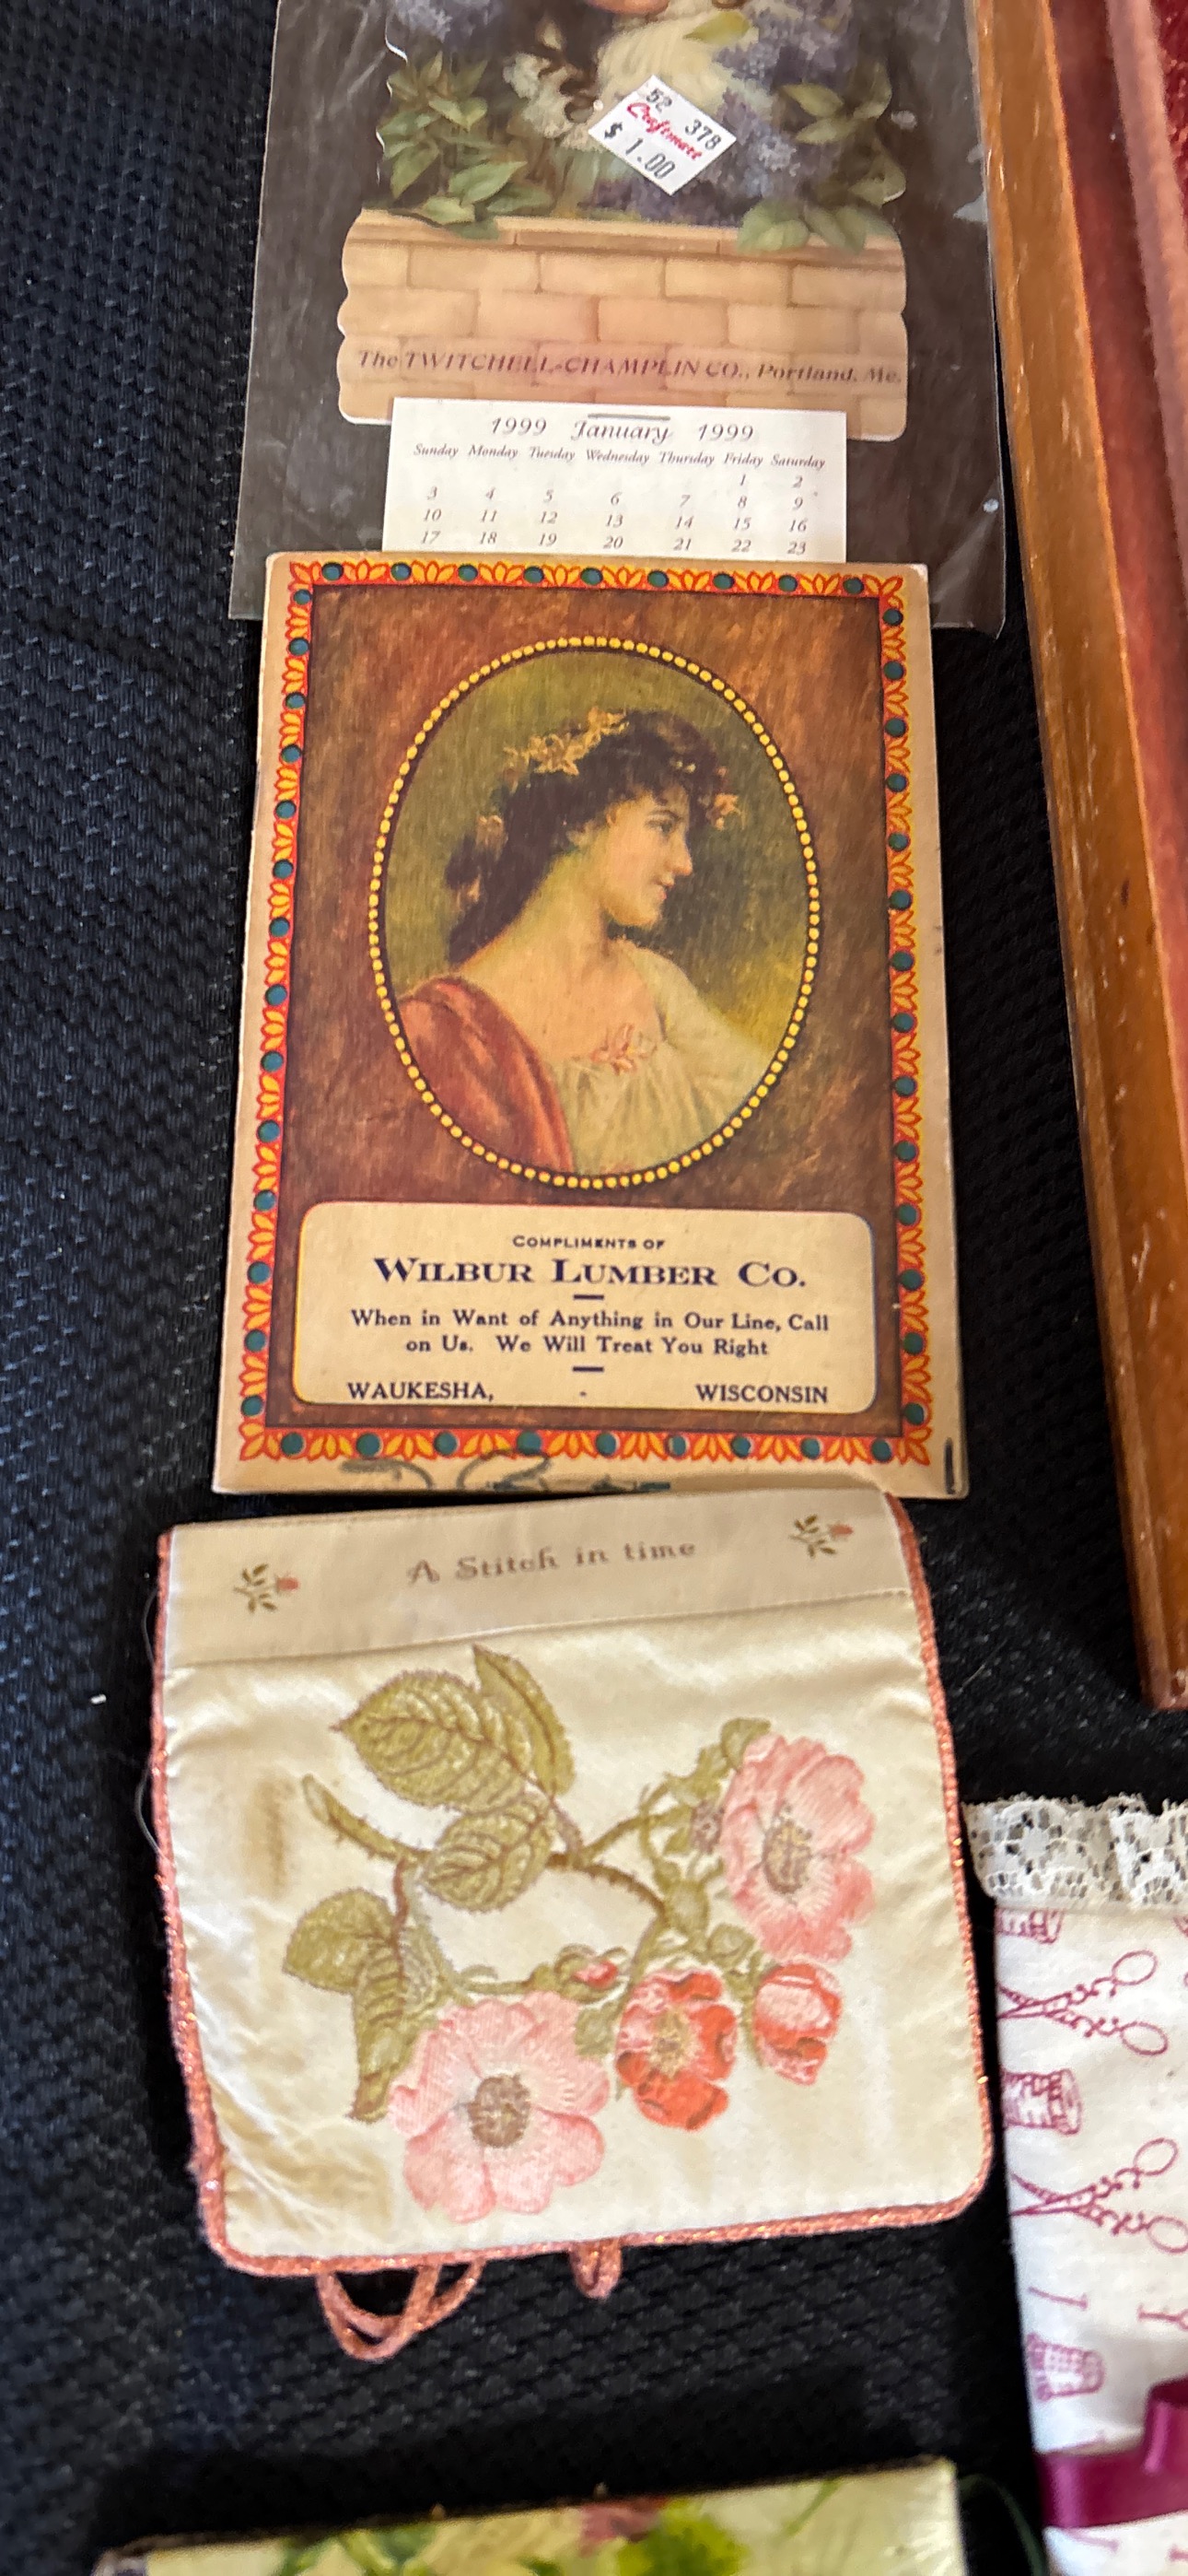 52 378
Craftmart
$ 1.00
The TWITCHELL-CHAMPLIN CO., Portland, Me.
1999 January 1999
Sunday Monday Tuesday Wednesday Thursday Friday Saturday
1 2
3 4 5 6 7 8 9
10 11 12 13 14 15 16
17 18 19 20 21 22 23
COMPLIMENTS OF
WILBUR LUMBER CO.
When in Want of Anything in Our Line, Call
on Us. We Will Treat You Right
WAUKESHA, - WISCONSIN
A Stitch in time